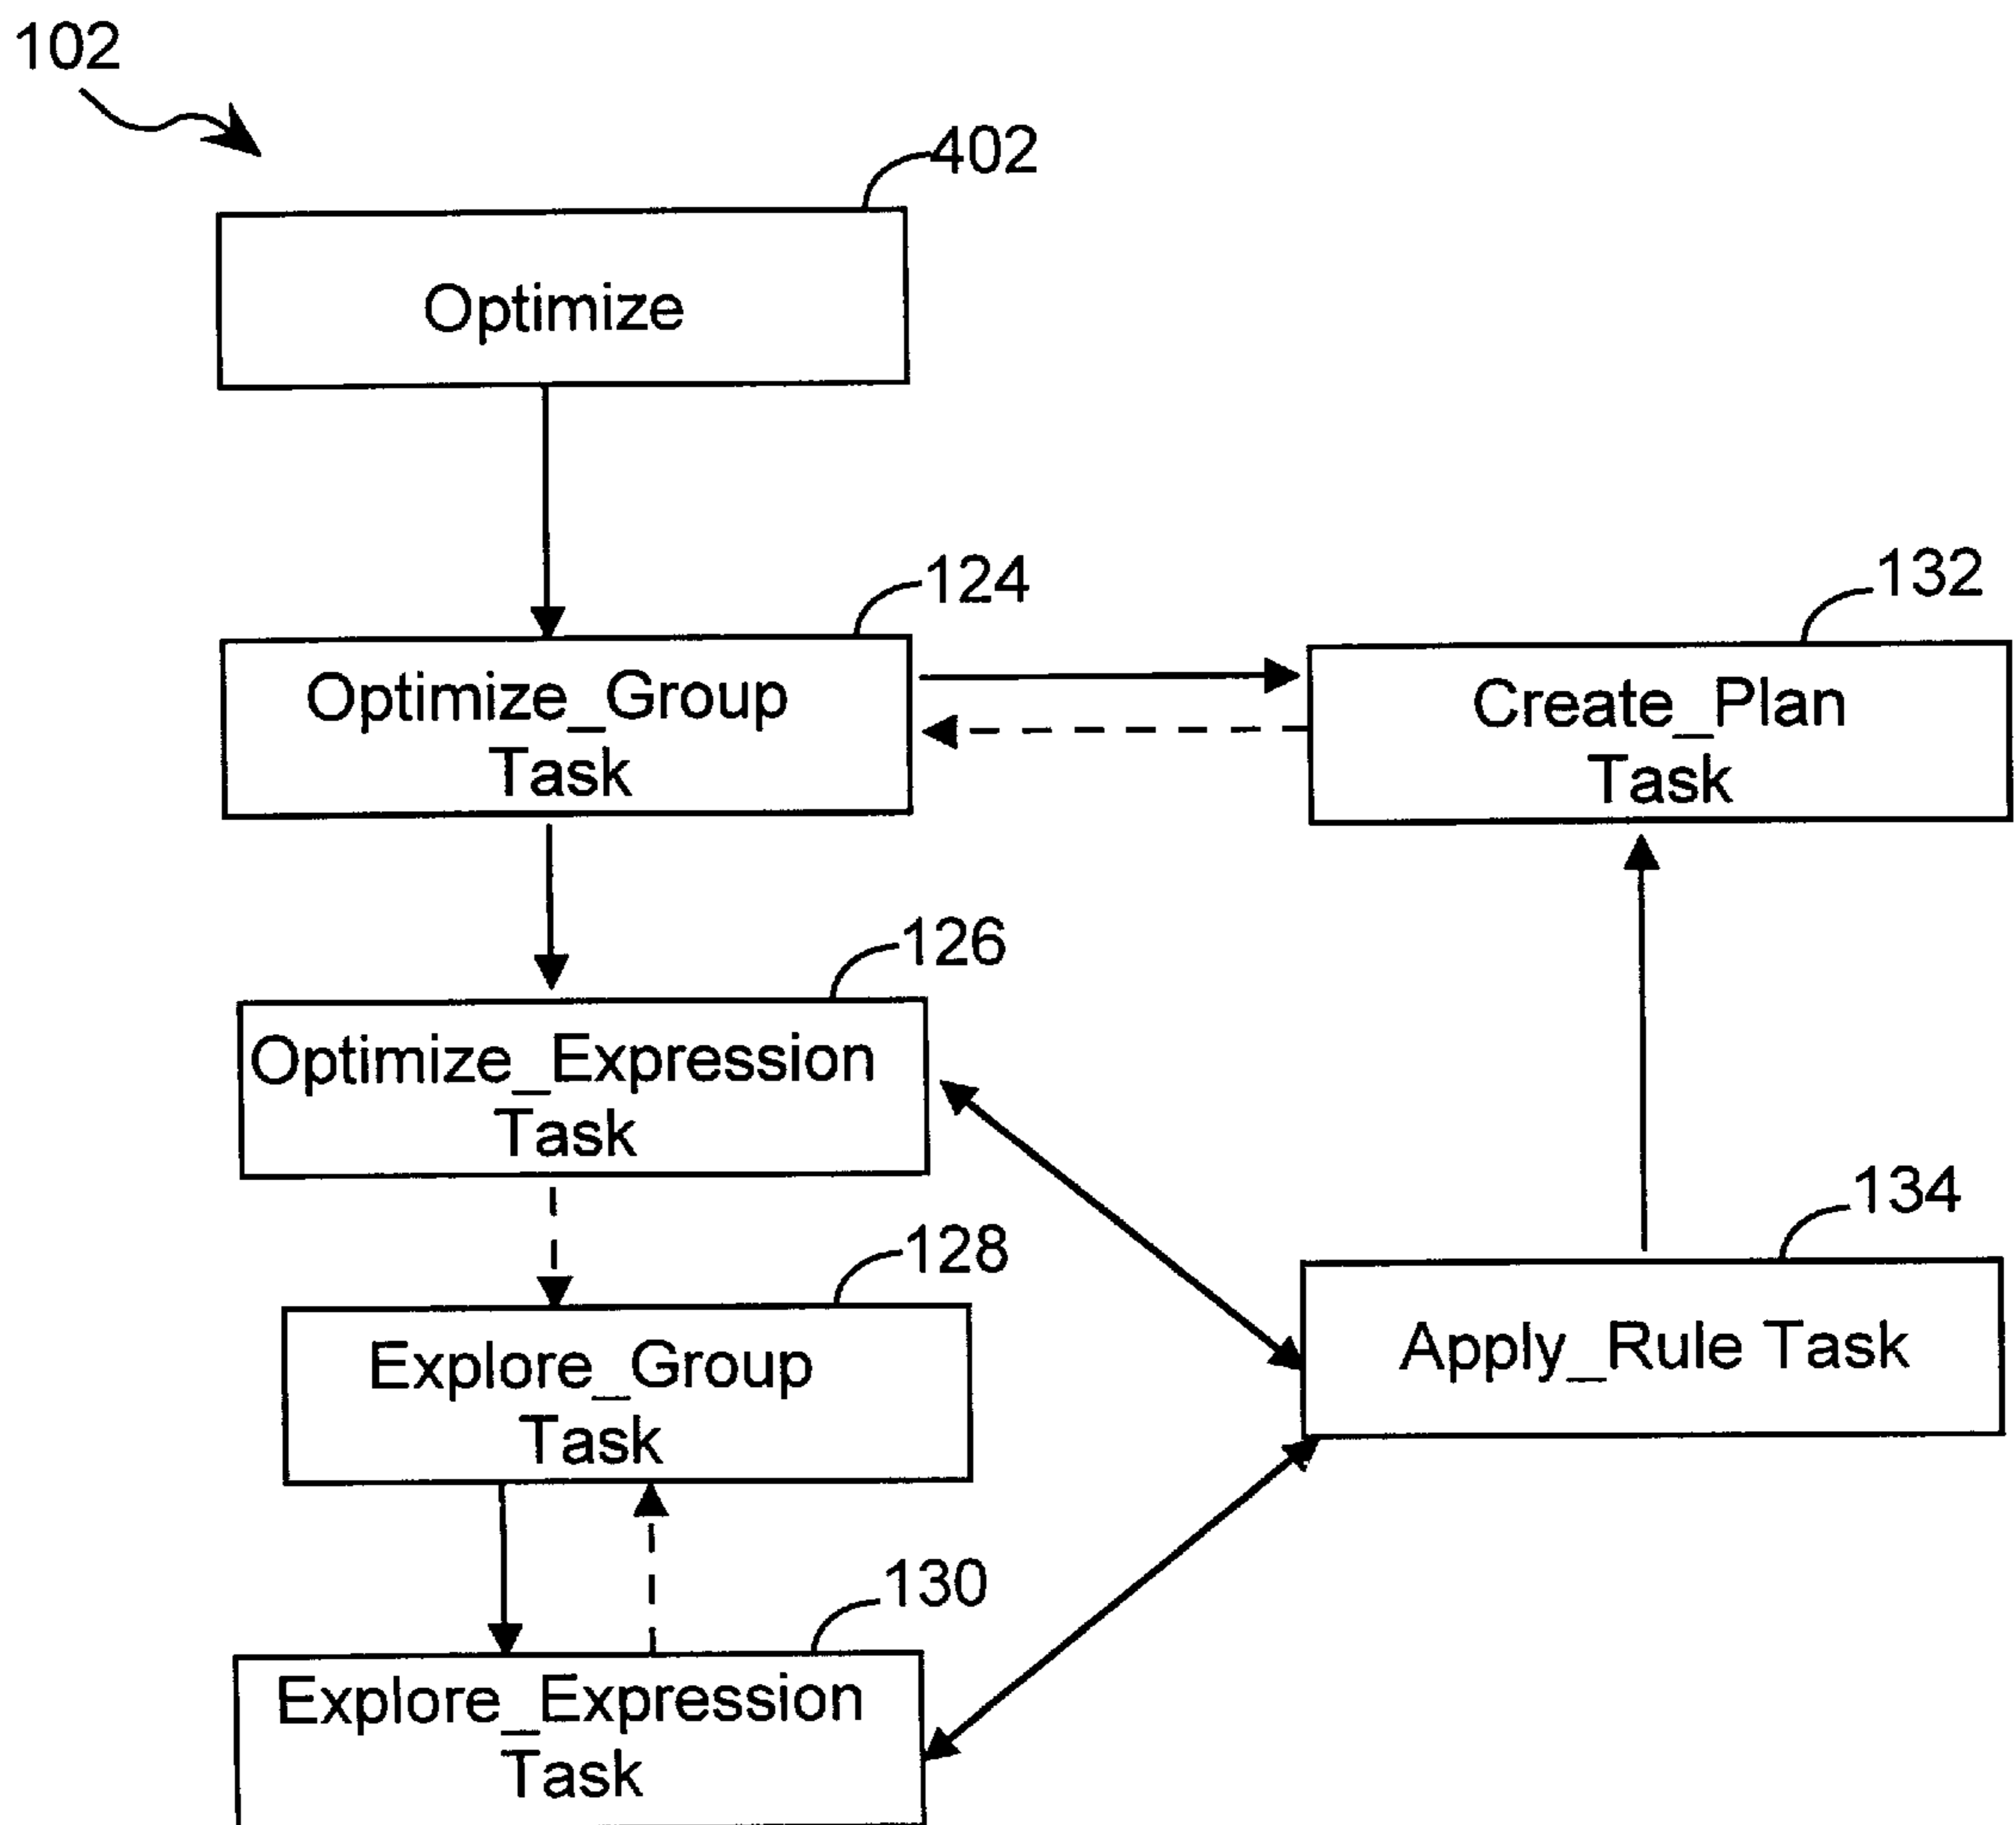 102
402
Optimize
124
132
Optimize_Group
Task
Create_Plan
Task
126
Optimize_Expression
Task
134
128
Apply_Rule Task
Explore_Group
Task
130
Explore_Expression
Task